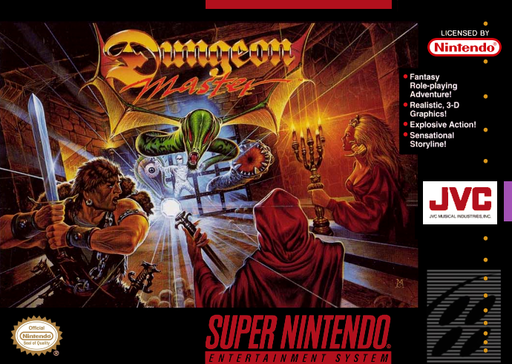 Dungeon
Master
LICENSED BY
Nintendo®
Fantasy
Role-playing
Adventure!
Realistic, 3-D
Graphics!
Explosive Action!
Sensational
Storyline!
JVC
JVC MUSICAL INDUSTRIES, INC.
M
Official
Nintendo
Seal of Quality
SUPER NINTENDO
ENTERTAINMENT SYSTEM